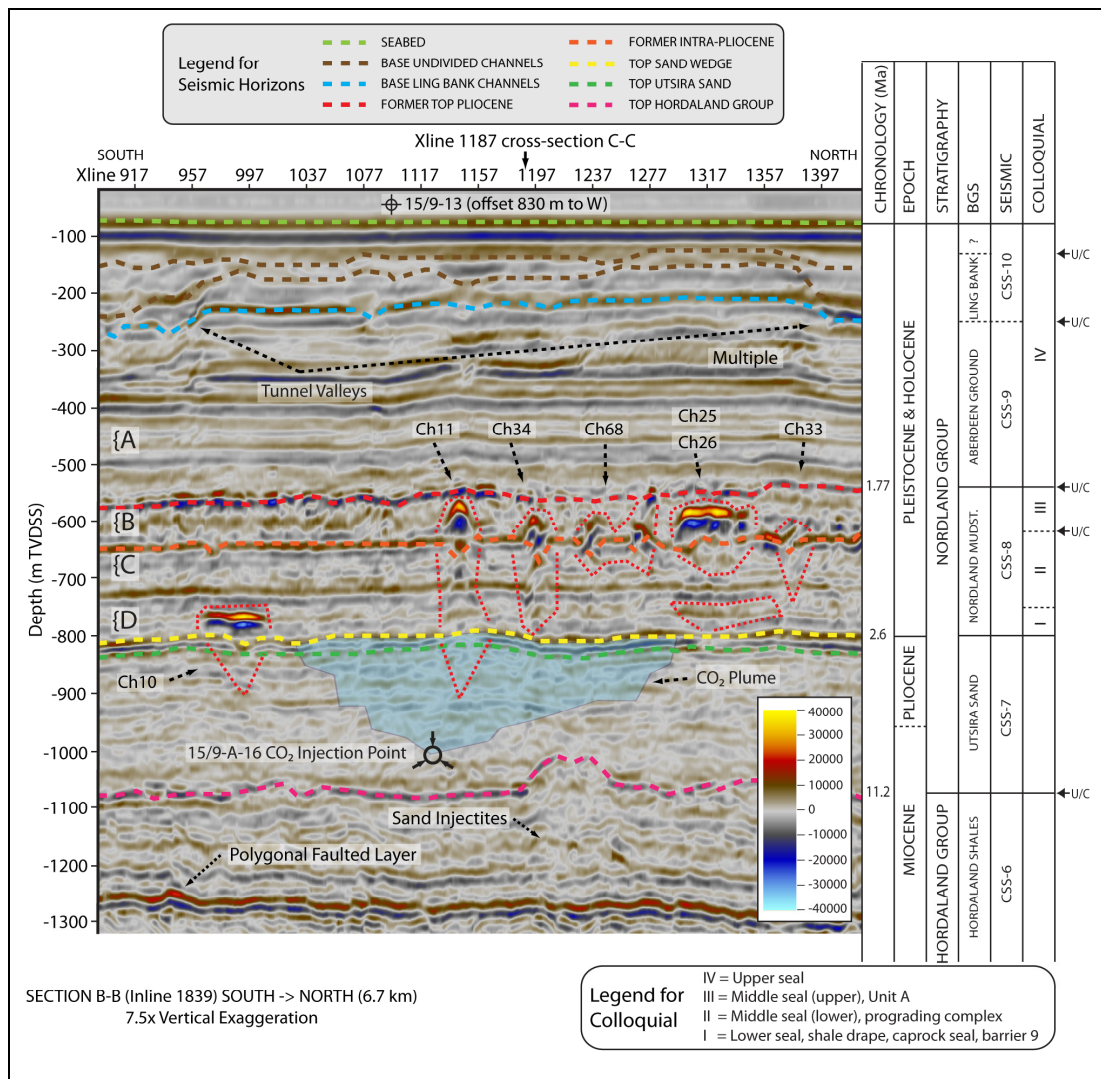 Legend for
Seismic Horizons
SEABED
BASE UNDIVIDED CHANNELS
BASE LING BANK CHANNELS
FORMER TOP PLIOCENE
FORMER INTRA-PLIOCENE
TOP SAND WEDGE
TOP UTSIRA SAND
TOP HORDALAND GROUP
Xline 1187 cross-section C-C
SOUTH
NORTH
Xline 917 957 997 1037 1077 1117 1157 1197 1237 1277 1317 1357 1397
15/9-13 (offset 830 m to W)
Depth (m TVDSS)
-100
-200
-300
-400
-500
-600
-700
-800
-900
-1000
-1100
-1200
-1300
Multiple
Tunnel Valleys
{A
{B
{C
{D
Ch11
Ch34
Ch68
Ch25
Ch26
Ch33
Ch10
CO₂ Plume
15/9-A-16 CO₂ Injection Point
Sand Injectites
Polygonal Faulted Layer
40000
30000
20000
10000
0
-10000
-20000
-30000
-40000
CHRONOLOGY (Ma)
EPOCH
STRATIGRAPHY
BGS
SEISMIC
COLLOQUIAL
1.77
2.6
11.2
PLEISTOCENE & HOLOCENE
PLIOCENE
MIOCENE
NORDLAND GROUP
HORDALAND GROUP
?
LING BANK
ABERDEEN GROUND
NORDLAND MUDST.
UTSIRA SAND
HORDALAND SHALES
CSS-10
CSS-9
CSS-8
CSS-7
CSS-6
IV
III
II
I
U/C
U/C
U/C
U/C
U/C
SECTION B-B (Inline 1839) SOUTH -> NORTH (6.7 km)
7.5x Vertical Exaggeration
Legend for
Colloquial
IV = Upper seal
III = Middle seal (upper), Unit A
II = Middle seal (lower), prograding complex
I = Lower seal, shale drape, caprock seal, barrier 9